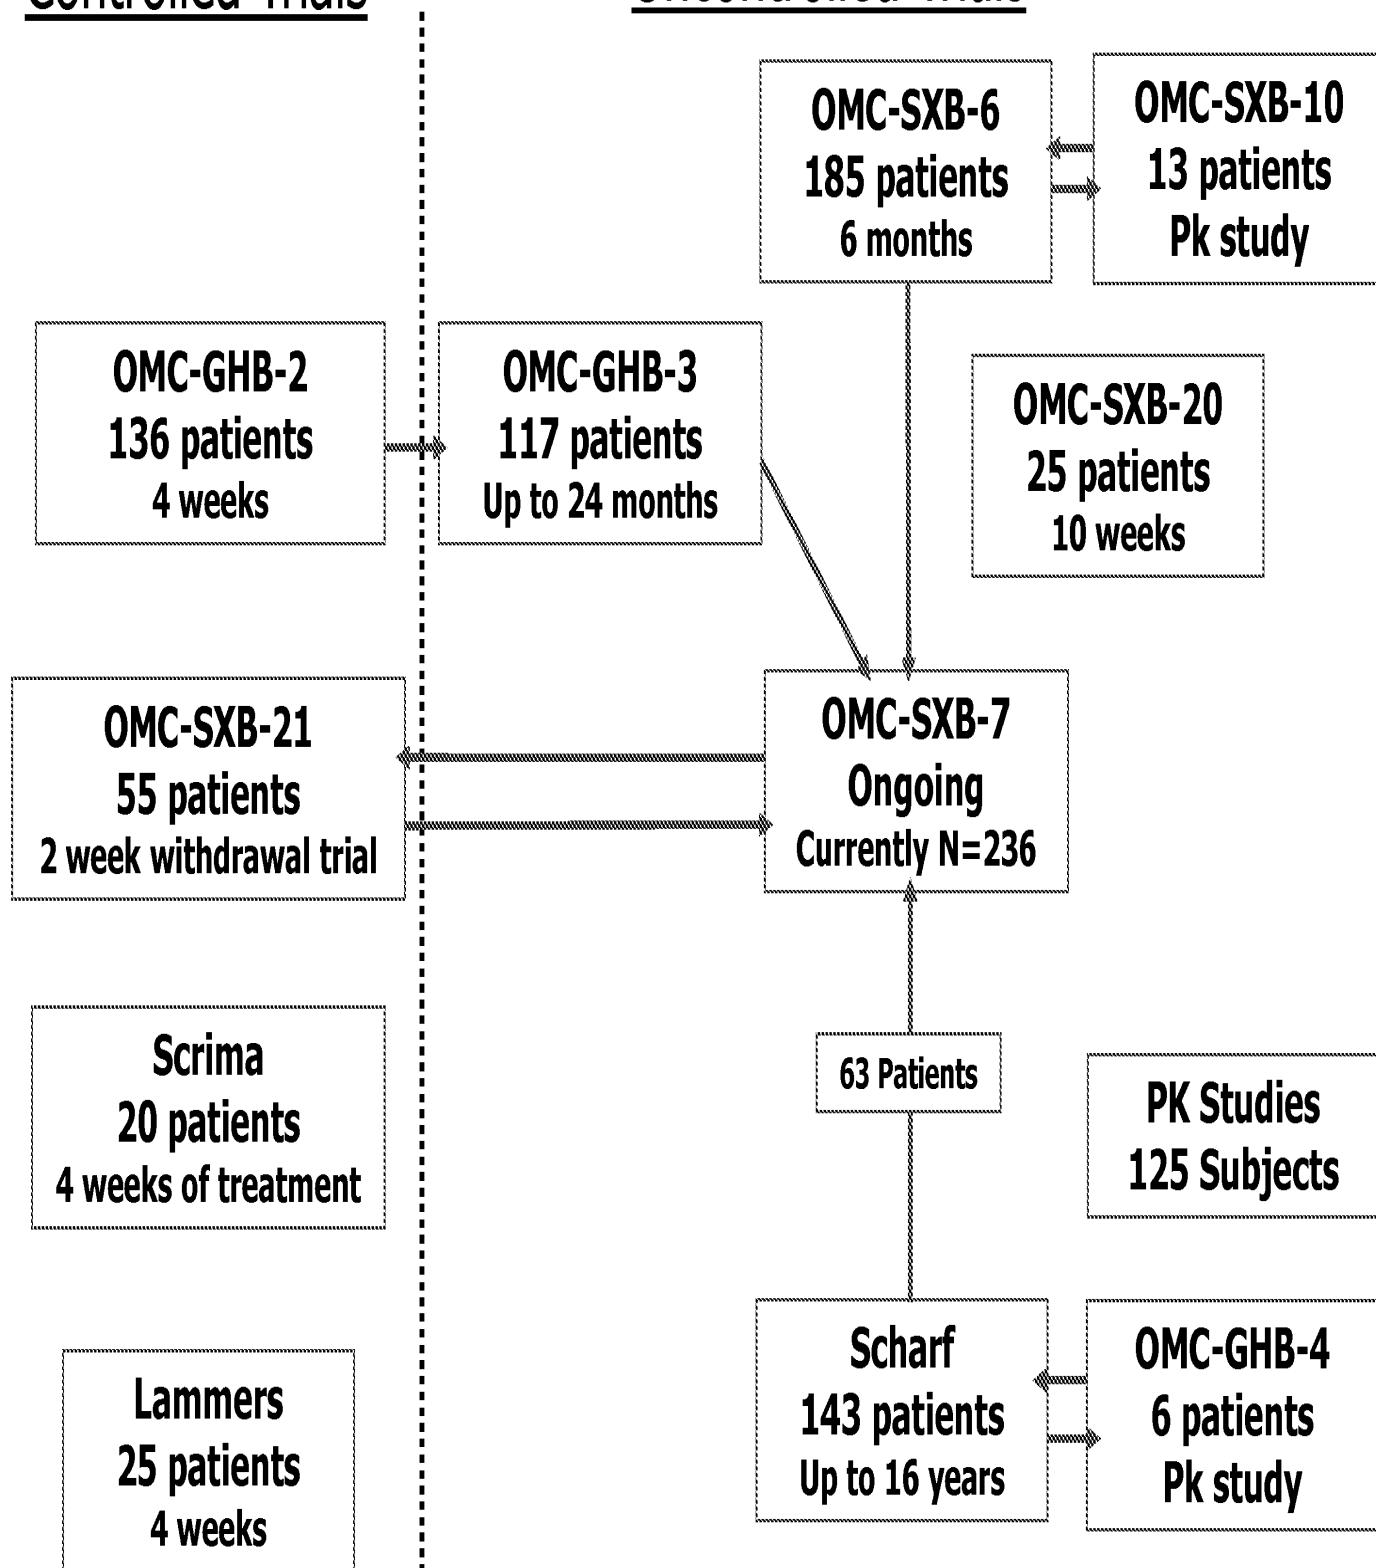 Controlled Trials
Uncontrolled Trials
OMC-SXB-6
185 patients
6 months
OMC-SXB-10
13 patients
Pk study
OMC-GHB-2
136 patients
4 weeks
OMC-GHB-3
117 patients
Up to 24 months
OMC-SXB-20
25 patients
10 weeks
OMC-SXB-21
55 patients
2 week withdrawal trial
OMC-SXB-7
Ongoing
Currently N=236
Scrima
20 patients
4 weeks of treatment
63 Patients
PK Studies
125 Subjects
Lammers
25 patients
4 weeks
Scharf
143 patients
Up to 16 years
OMC-GHB-4
6 patients
Pk study